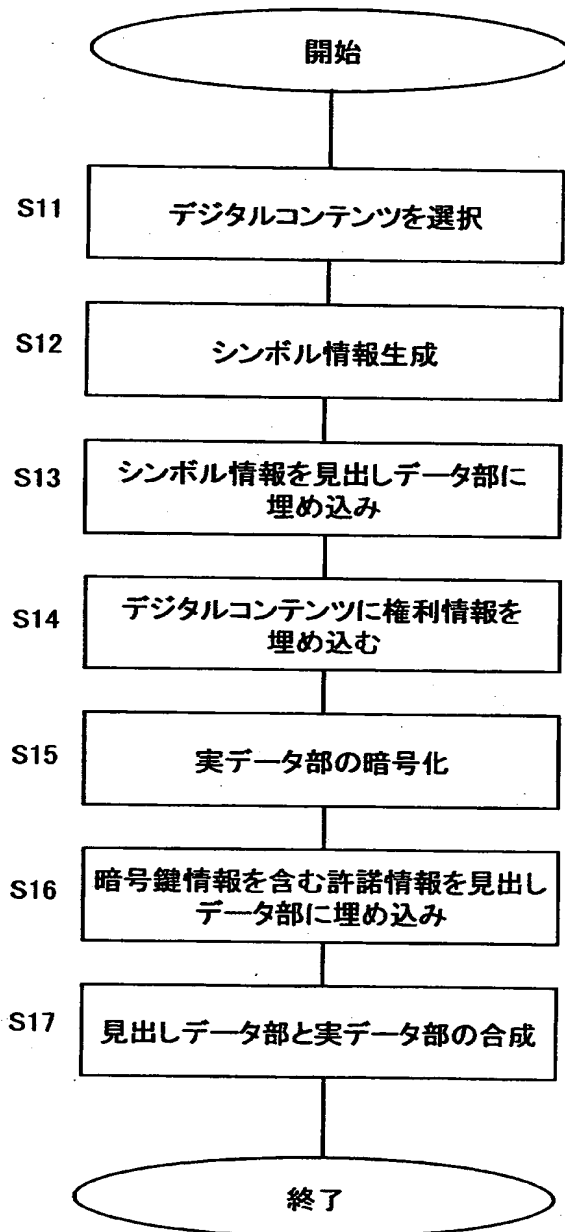 開始
S11
デジタルコンテンツを選択
S12
シンボル情報生成
S13
シンボル情報を見出しデータ部に
埋め込み
S14
デジタルコンテンツに権利情報を
埋め込む
S15
実データ部の暗号化
S16
暗号鍵情報を含む許諾情報を見出し
データ部に埋め込み
S17
見出しデータ部と実データ部の合成
終了